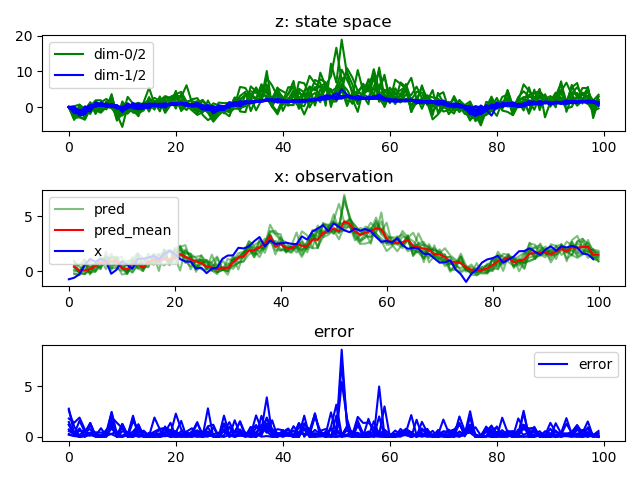 z: state space
20
10
0
dim-0/2
dim-1/2
0 20 40 60 80 100
x: observation
5
0
pred
pred_mean
x
0 20 40 60 80 100
error
5
0
error
0 20 40 60 80 100